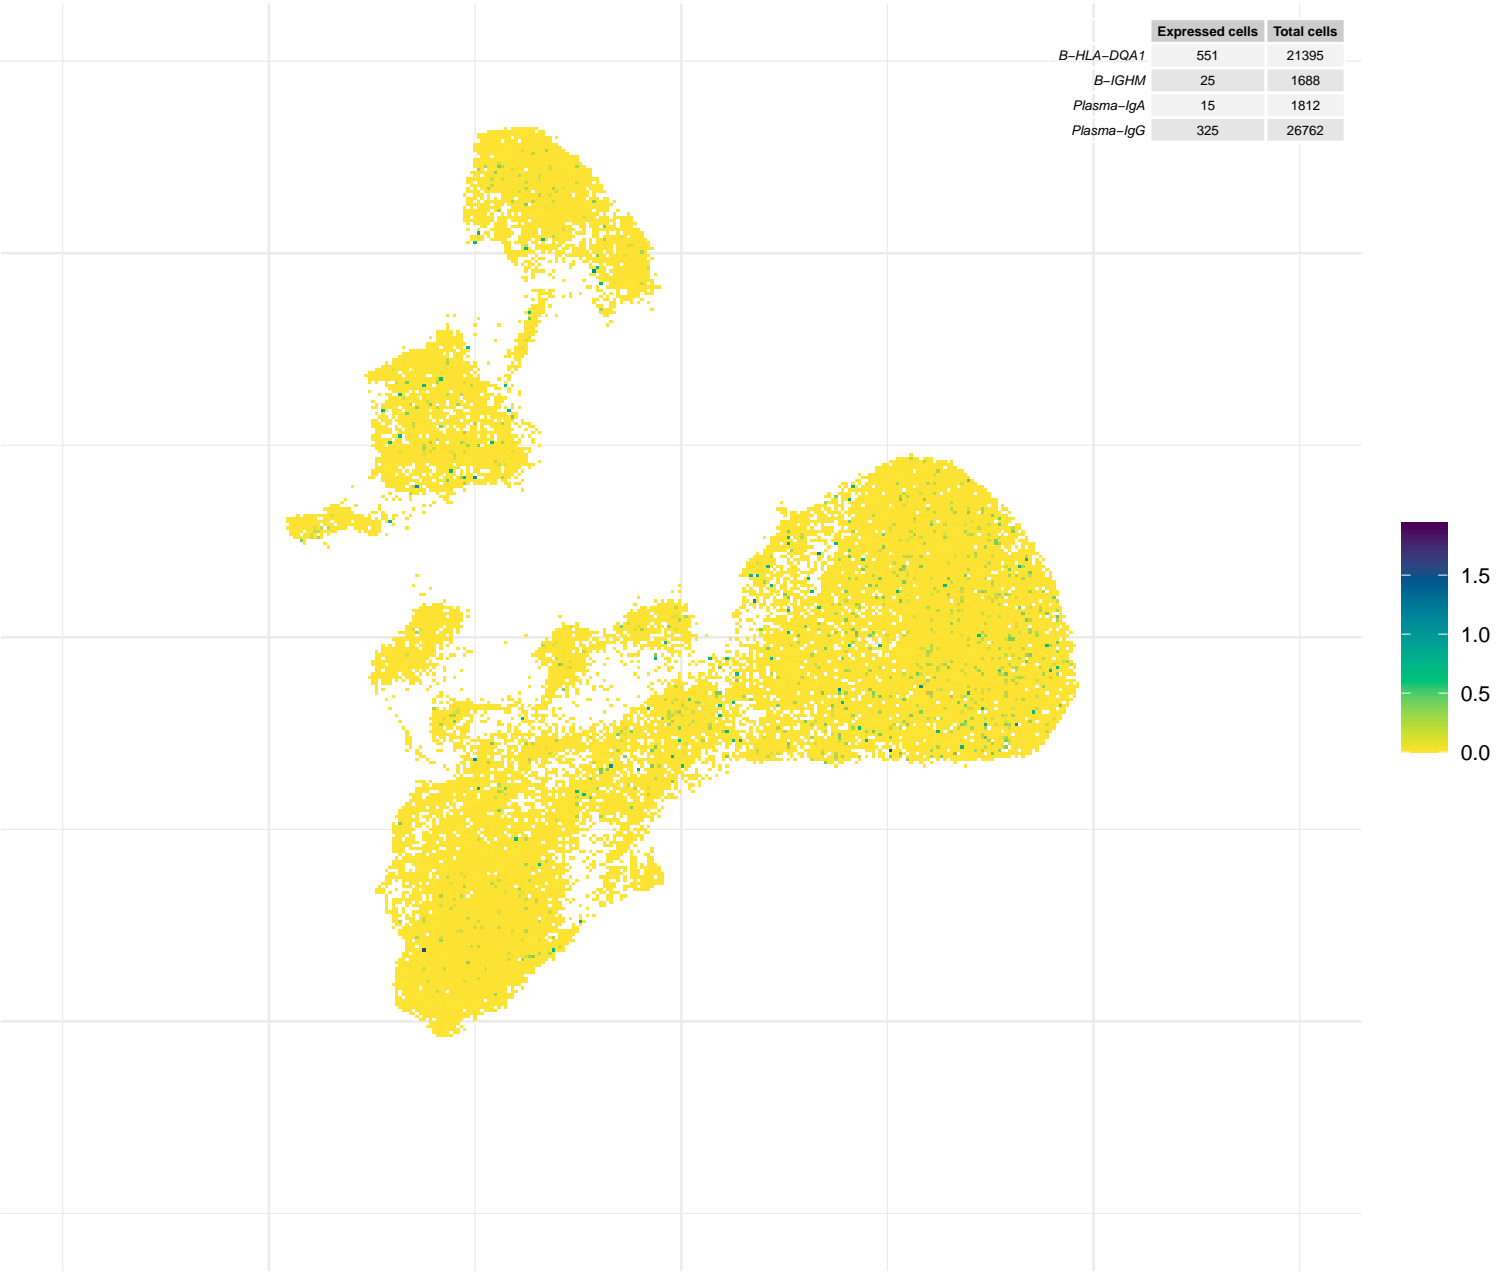 Expressed cells Total cells
B−HLA−DQA1 551 21395
B−IGHM 25 1688
Plasma−IgA 15 1812
Plasma−IgG 325 26762
1.5
1.0
0.5
0.0